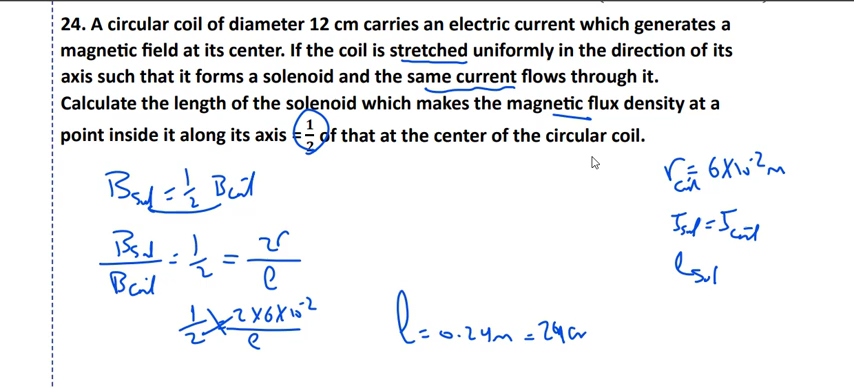 24. A circular coil of diameter 12 cm carries an electric current which generates a
magnetic field at its center. If the coil is stretched uniformly in the direction of its
axis such that it forms a solenoid and the same current flows through it.
Calculate the length of the solenoid which makes the magnetic flux density at a
point inside it along its axis = 1/2 of that at the center of the circular coil.
B_sol = 1/2 B_coil
r_coil = 6×10^-2 m
I_sol = I_coil
B_sol/B_coil = 1/2 = 2r/l
l_sol
1/2 = 2×6×10^-2/l
l = 0.24m = 24cm